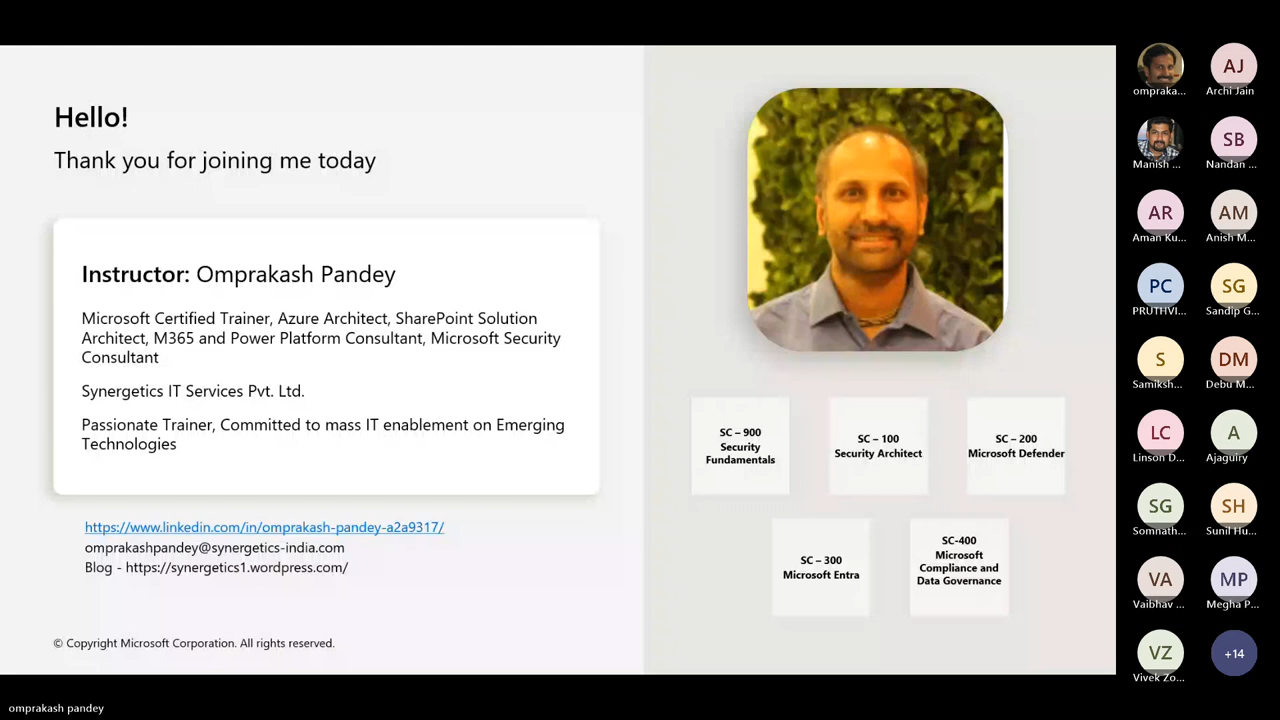 Hello!
Thank you for joining me today
Instructor: Omprakash Pandey
Microsoft Certified Trainer, Azure Architect, SharePoint Solution
Architect, M365 and Power Platform Consultant, Microsoft Security
Consultant
Synergetics IT Services Pvt. Ltd.
Passionate Trainer, Committed to mass IT enablement on Emerging
Technologies
https://www.linkedin.com/in/omprakash-pandey-a2a9317/
omprakashpandey@synergetics-india.com
Blog - https://synergetics1.wordpress.com/
© Copyright Microsoft Corporation. All rights reserved.
SC – 900
Security
Fundamentals
SC – 100
Security Architect
SC – 200
Microsoft Defender
SC – 300
Microsoft Entra
SC-400
Microsoft
Compliance and
Data Governance
ompraka...
AJ
Archi Jain
Manish ...
SB
Nandan ...
AR
Aman Ku...
AM
Anish M...
PC
PRUTHVI...
SG
Sandip G...
S
Samiksh...
DM
Debu M...
LC
Linson D...
A
Ajaguiry
SG
Somnath...
SH
Sunil Hu...
VA
Vaibhav ...
MP
Megha P...
VZ
Vivek Zo...
+14
omprakash pandey